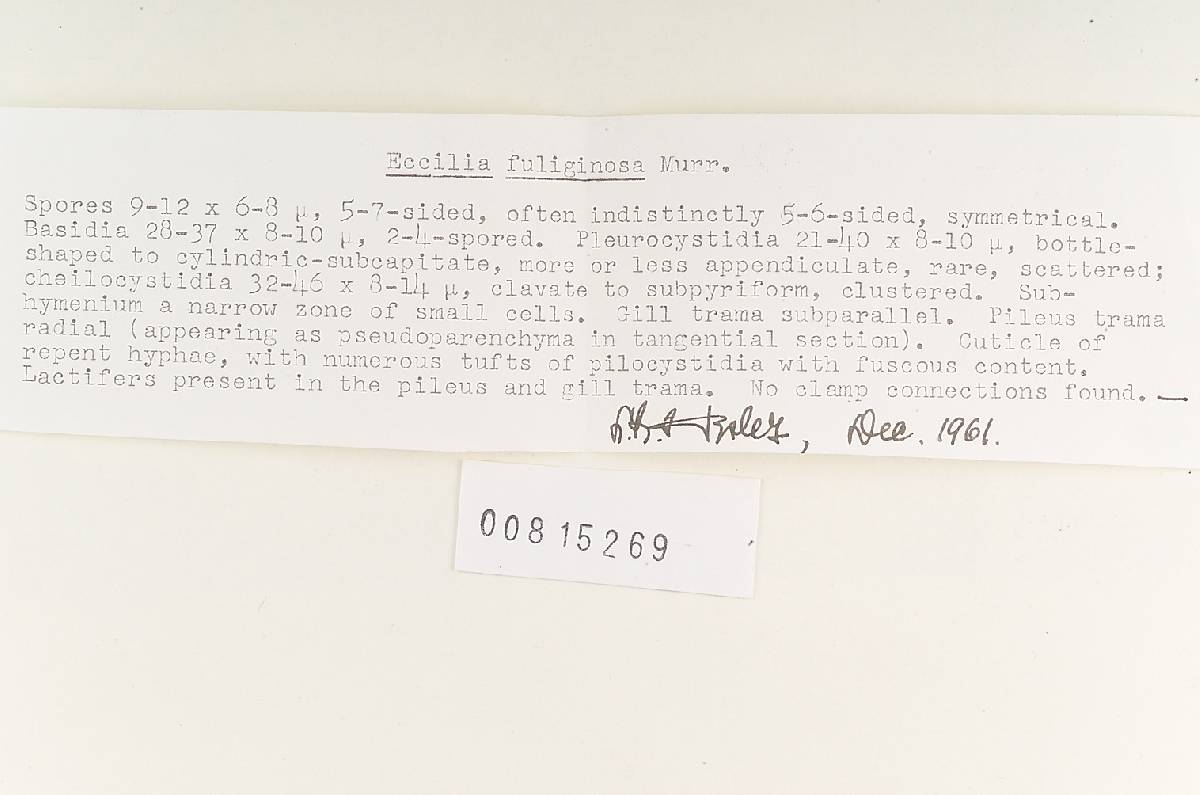 Eccilia fuliginosa Murr.
Spores 9-12 x 6-8 µ, 5-7-sided, often indistinctly 5-6-sided, symmetrical.
Basidia 28-37 x 8-10 µ, 2-4-spored. Pleurocystidia 21-40 x 8-10 µ, bottle-
shaped to cylindric-subcapitate, more or less appendiculate, rare, scattered;
cheilocystidia 32-46 x 8-14 µ, clavate to subpyriform, clustered. Sub-
hymenium a narrow zone of small cells. Gill trama subparallel. Pileus trama
radial (appearing as pseudoparenchyma in tangential section). Cuticle of
repent hyphae, with numerous tufts of pilocystidia with fuscous content.
Lactifers present in the pileus and gill trama. No clamp connections found. —
Dec. 1961.
00815269